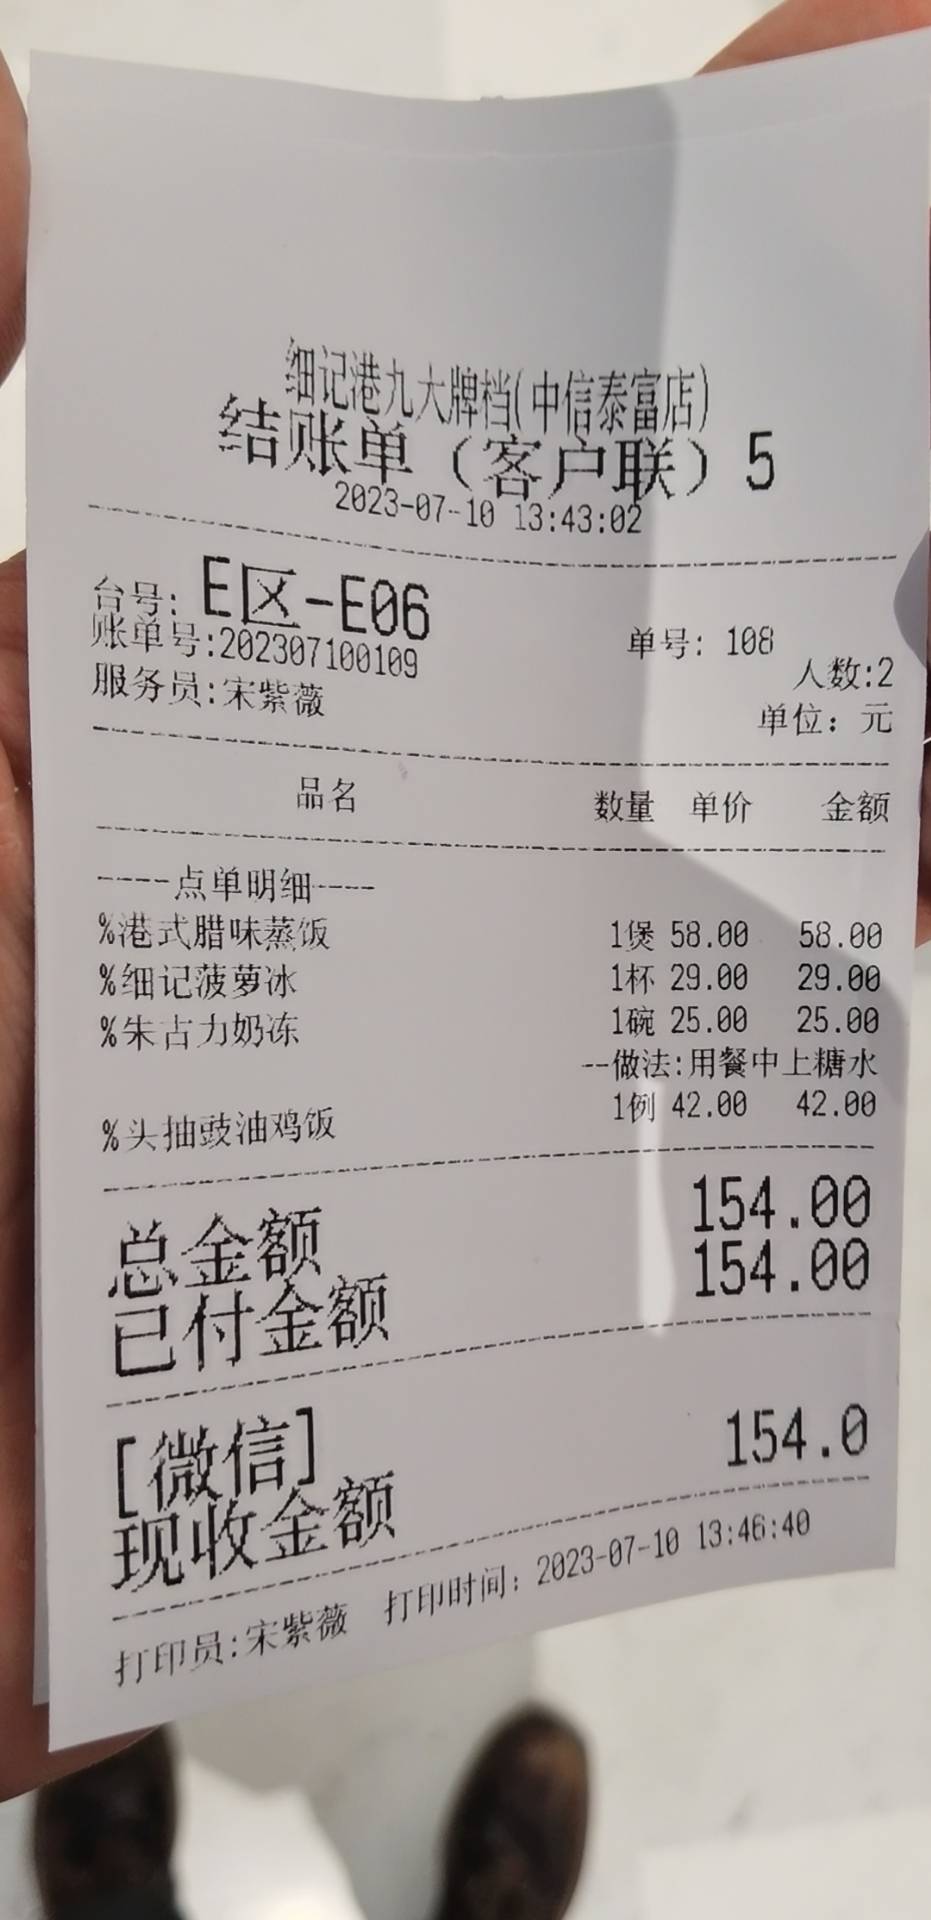 细记港九大牌档(中信泰富店)
结账单（客户联）5
2023-07-10 13:43:02
台号: E区-E06
单号: 108
账单号:202307100109
人数:2
服务员:宋紫薇
单位: 元
品名 数量 单价 金额
----点单明细----
%港式腊味蒸饭 1煲 58.00 58.00
%细记菠萝冰 1杯 29.00 29.00
%朱古力奶冻 1碗 25.00 25.00
--做法:用餐中上糖水
%头抽豉油鸡饭 1例 42.00 42.00
总金额 154.00
已付金额 154.00
[微信] 154.0
现收金额
打印员:宋紫薇 打印时间: 2023-07-10 13:46:40